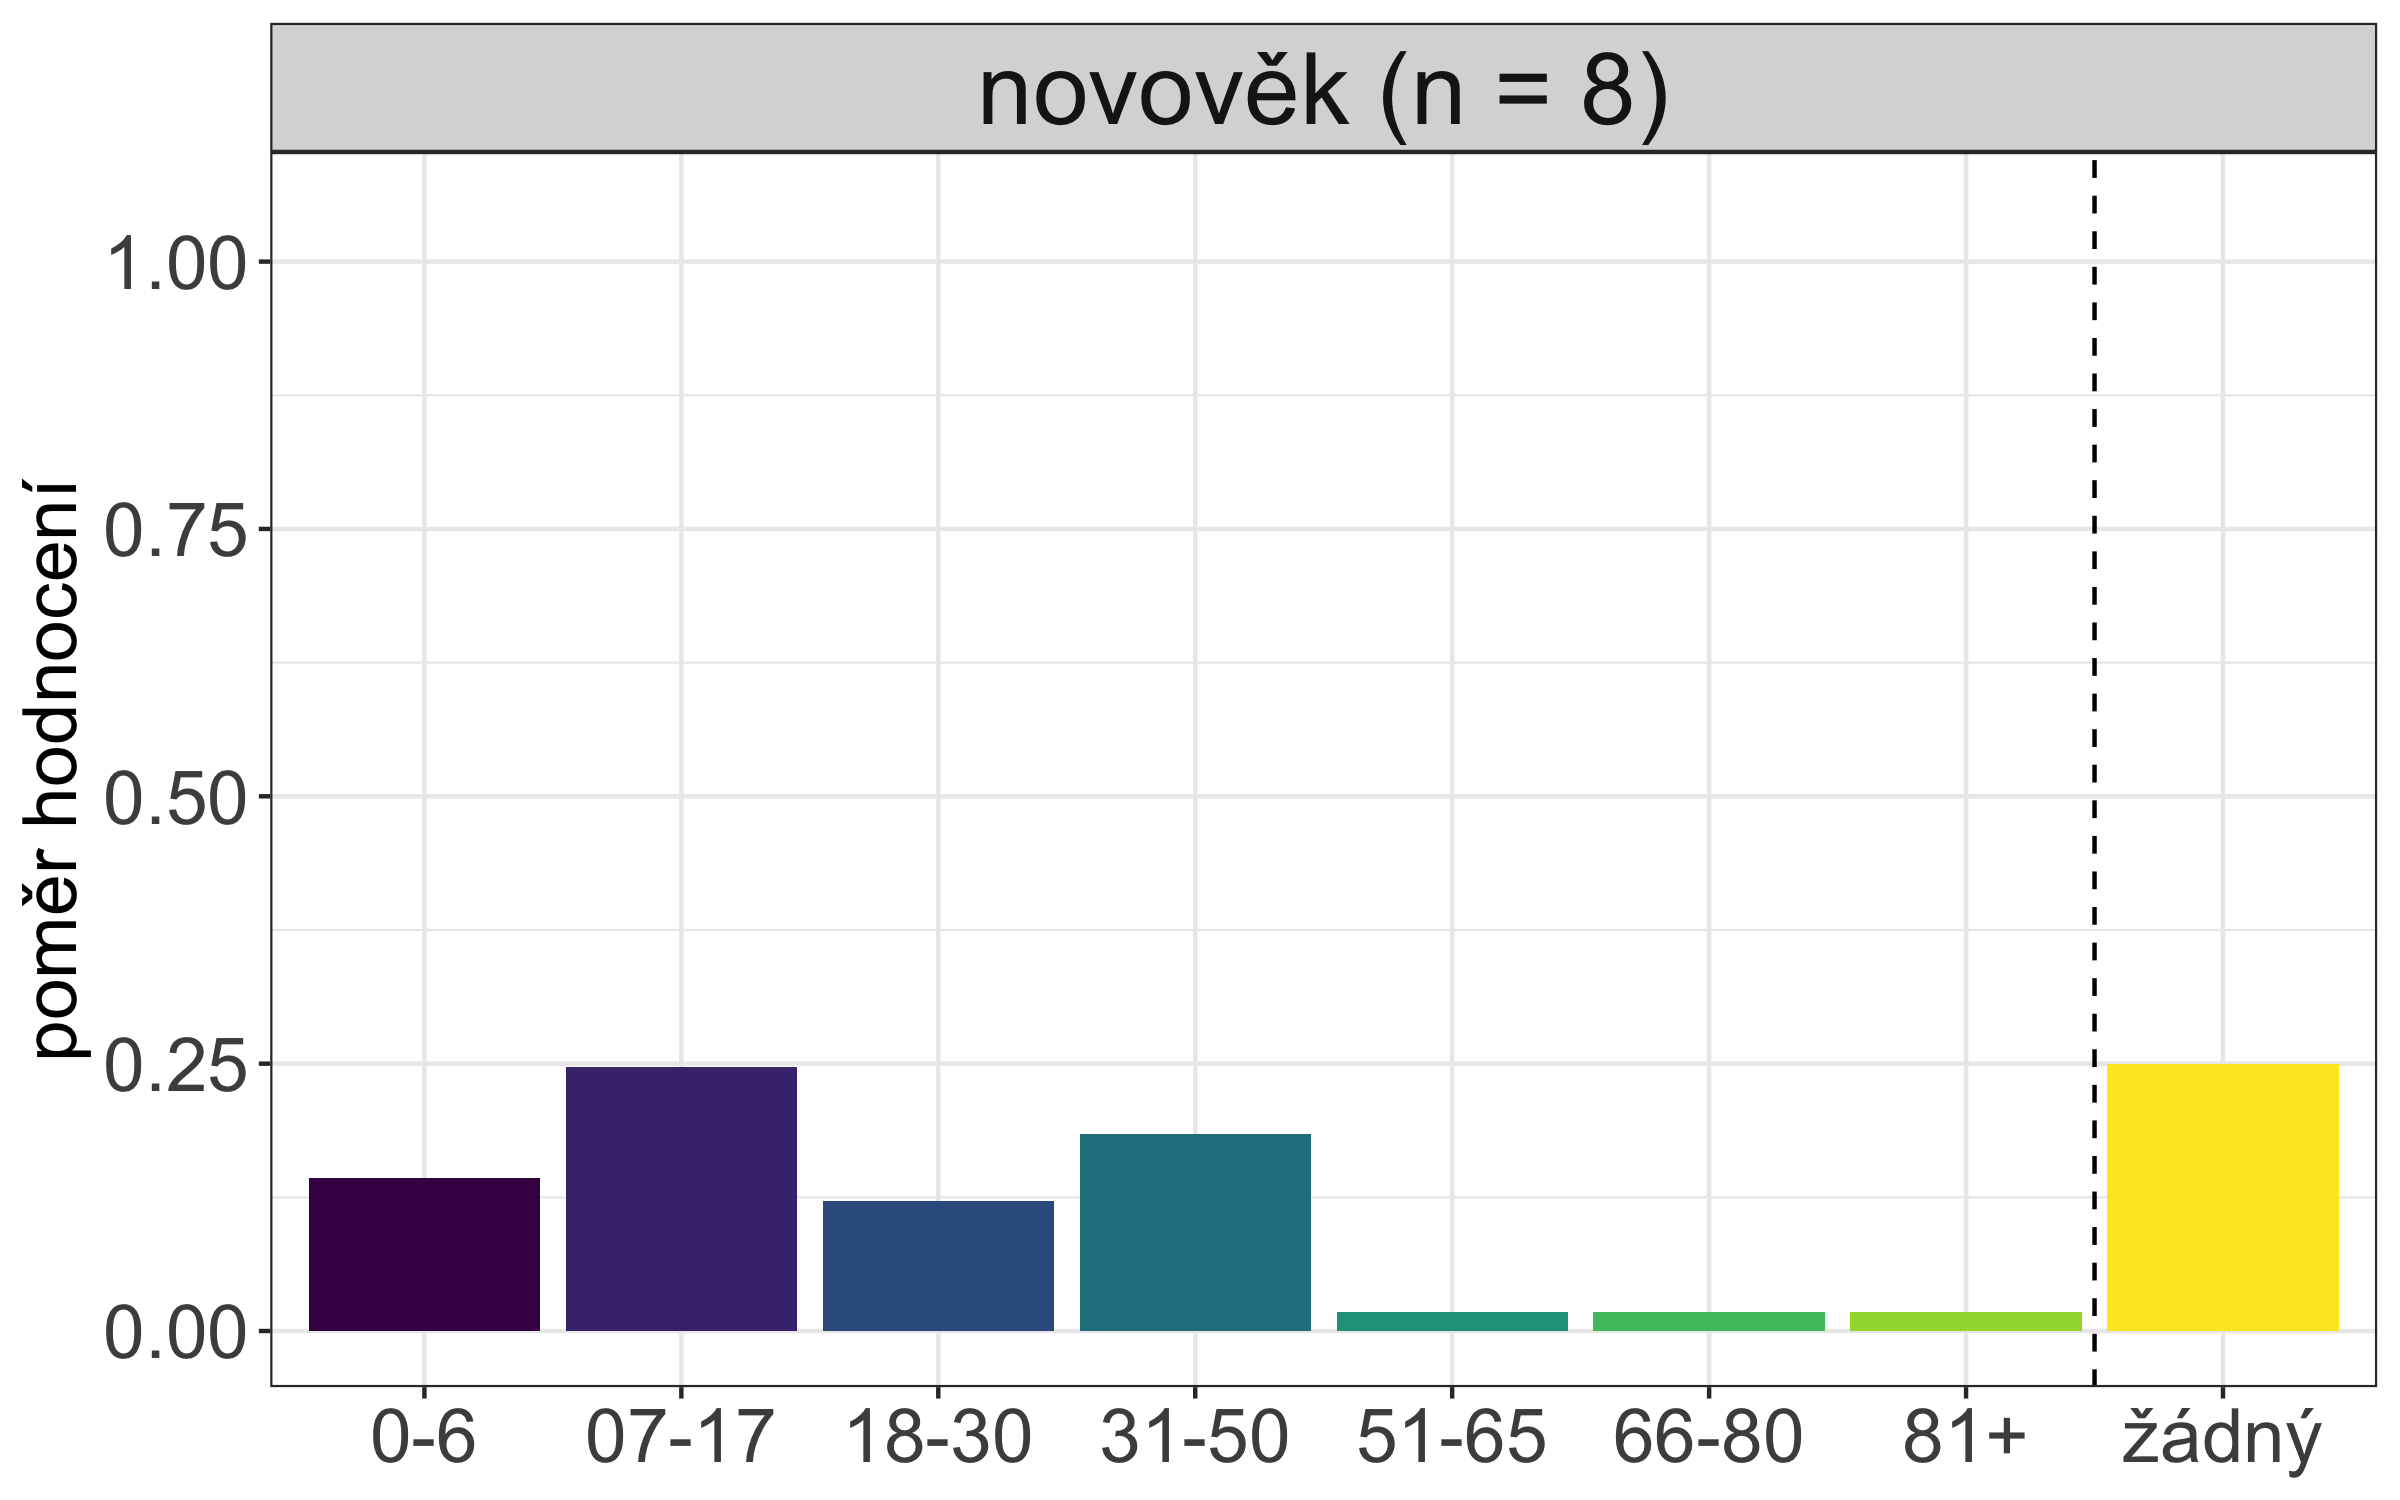 novověk (n = 8)
poměr hodnocení
1.00
0.75
0.50
0.25
0.00
0-6 07-17 18-30 31-50 51-65 66-80 81+ žádný